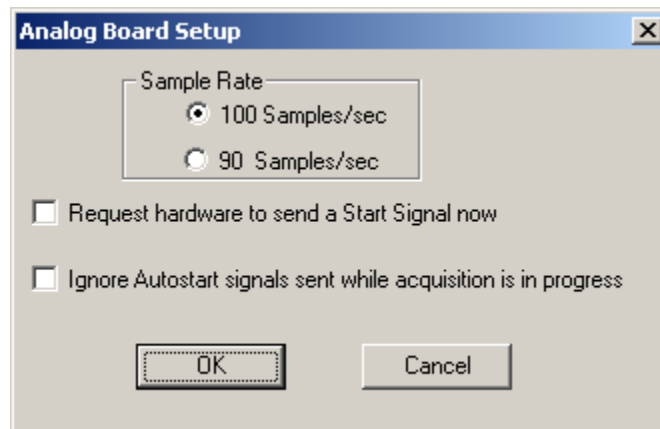 Analog Board Setup
Sample Rate
100 Samples/sec
90 Samples/sec
Request hardware to send a Start Signal now
Ignore Autostart signals sent while acquisition is in progress
OK
Cancel